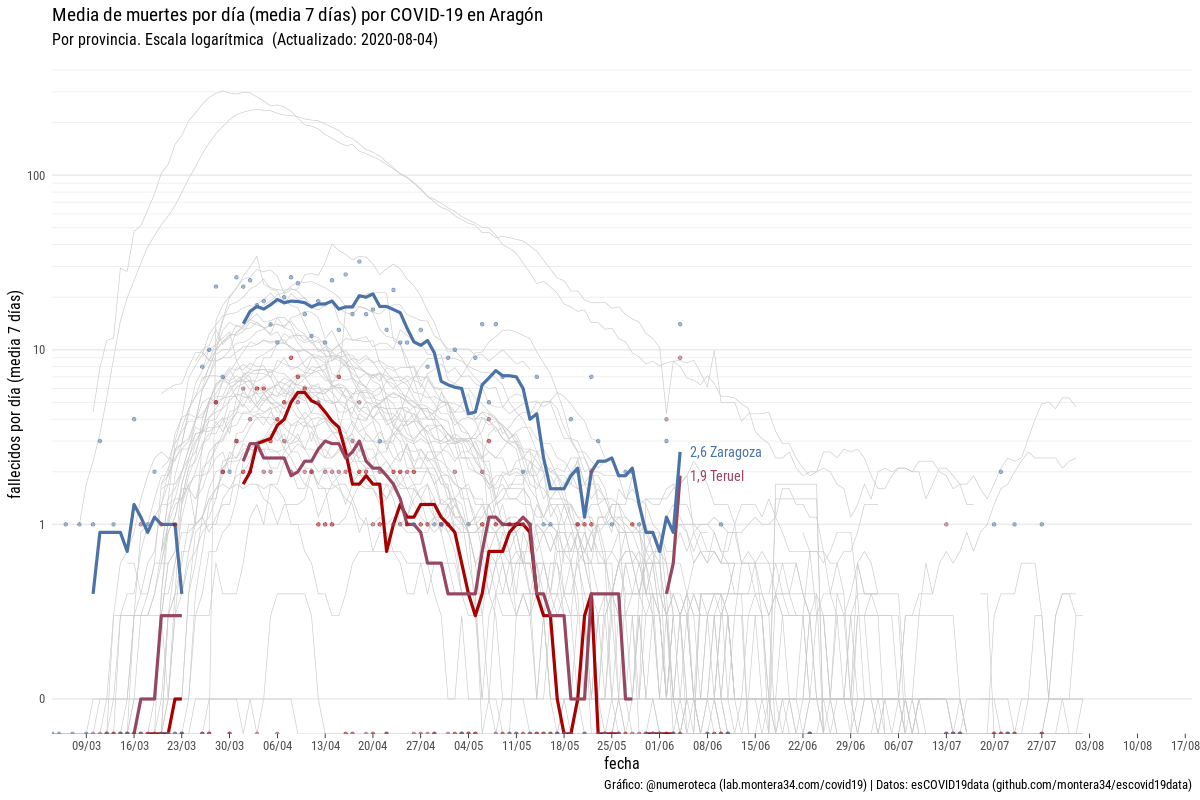 Media de muertes por día (media 7 días) por COVID-19 en Aragón
Por provincia. Escala logarítmica  (Actualizado: 2020-08-04)
fallecidos por día (media 7 días)
100
10
1
0
2,6 Zaragoza
1,9 Teruel
09/03 16/03 23/03 30/03 06/04 13/04 20/04 27/04 04/05 11/05 18/05 25/05 01/06 08/06 15/06 22/06 29/06 06/07 13/07 20/07 27/07 03/08 10/08 17/08
fecha
Gráfico: @numeroteca (lab.montera34.com/covid19) | Datos: esCOVID19data (github.com/montera34/escovid19data)